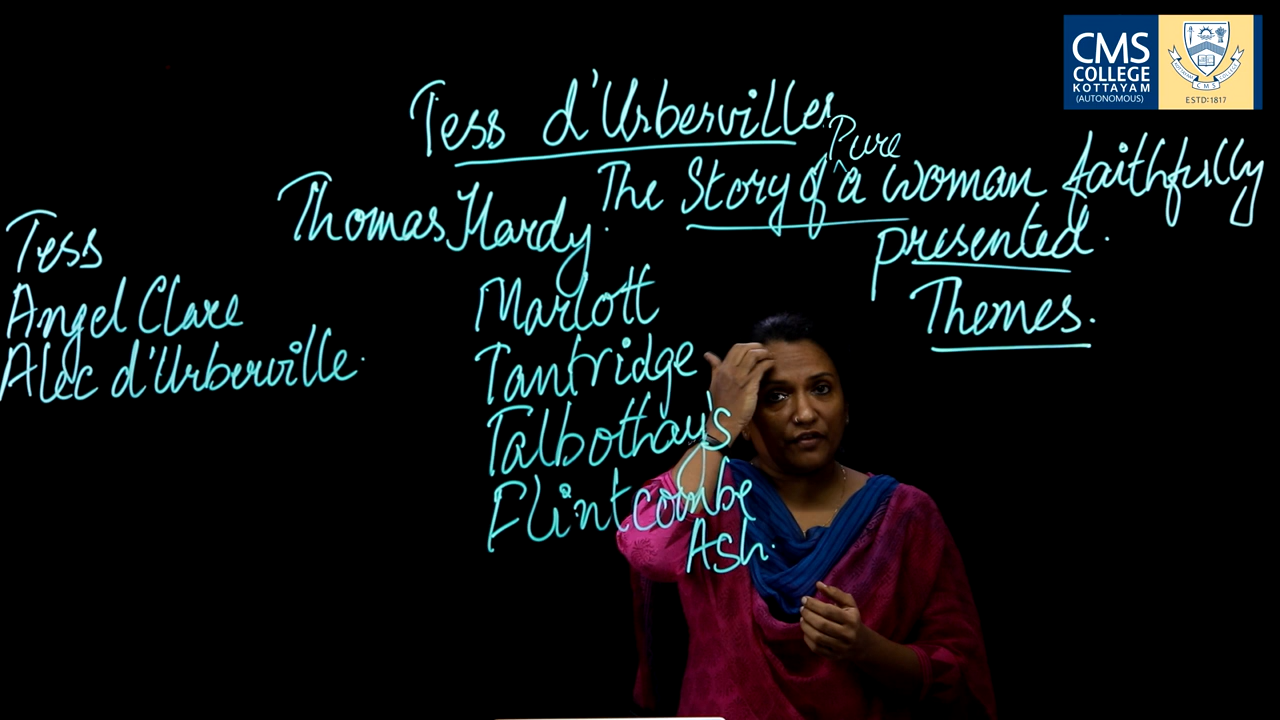 CMS
COLLEGE
KOTTAYAM
(AUTONOMOUS)
ESTD:1817
Tess d'Urbervilles
Thomas Hardy.
The Story of a Pure woman faithfully
presented.
Themes.
Tess
Angel Clare
Alec d'Urberville.
Marlott
Tantridge
Talbothay's
Flintcombe
Ash.